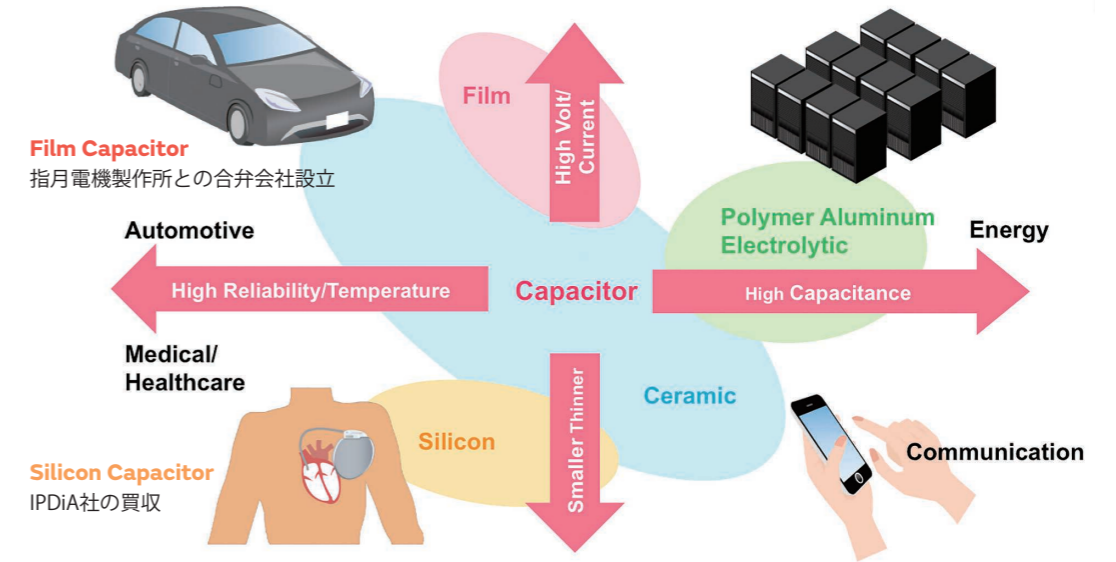 Film
High Volt/
Current
Film Capacitor
指月電機製作所との合弁会社設立
Automotive
Polymer Aluminum
Electrolytic
Energy
High Reliability/Temperature
Capacitor
High Capacitance
Medical/
Healthcare
Smaller Thinner
Ceramic
Silicon
Communication
Silicon Capacitor
IPDiA社の買収